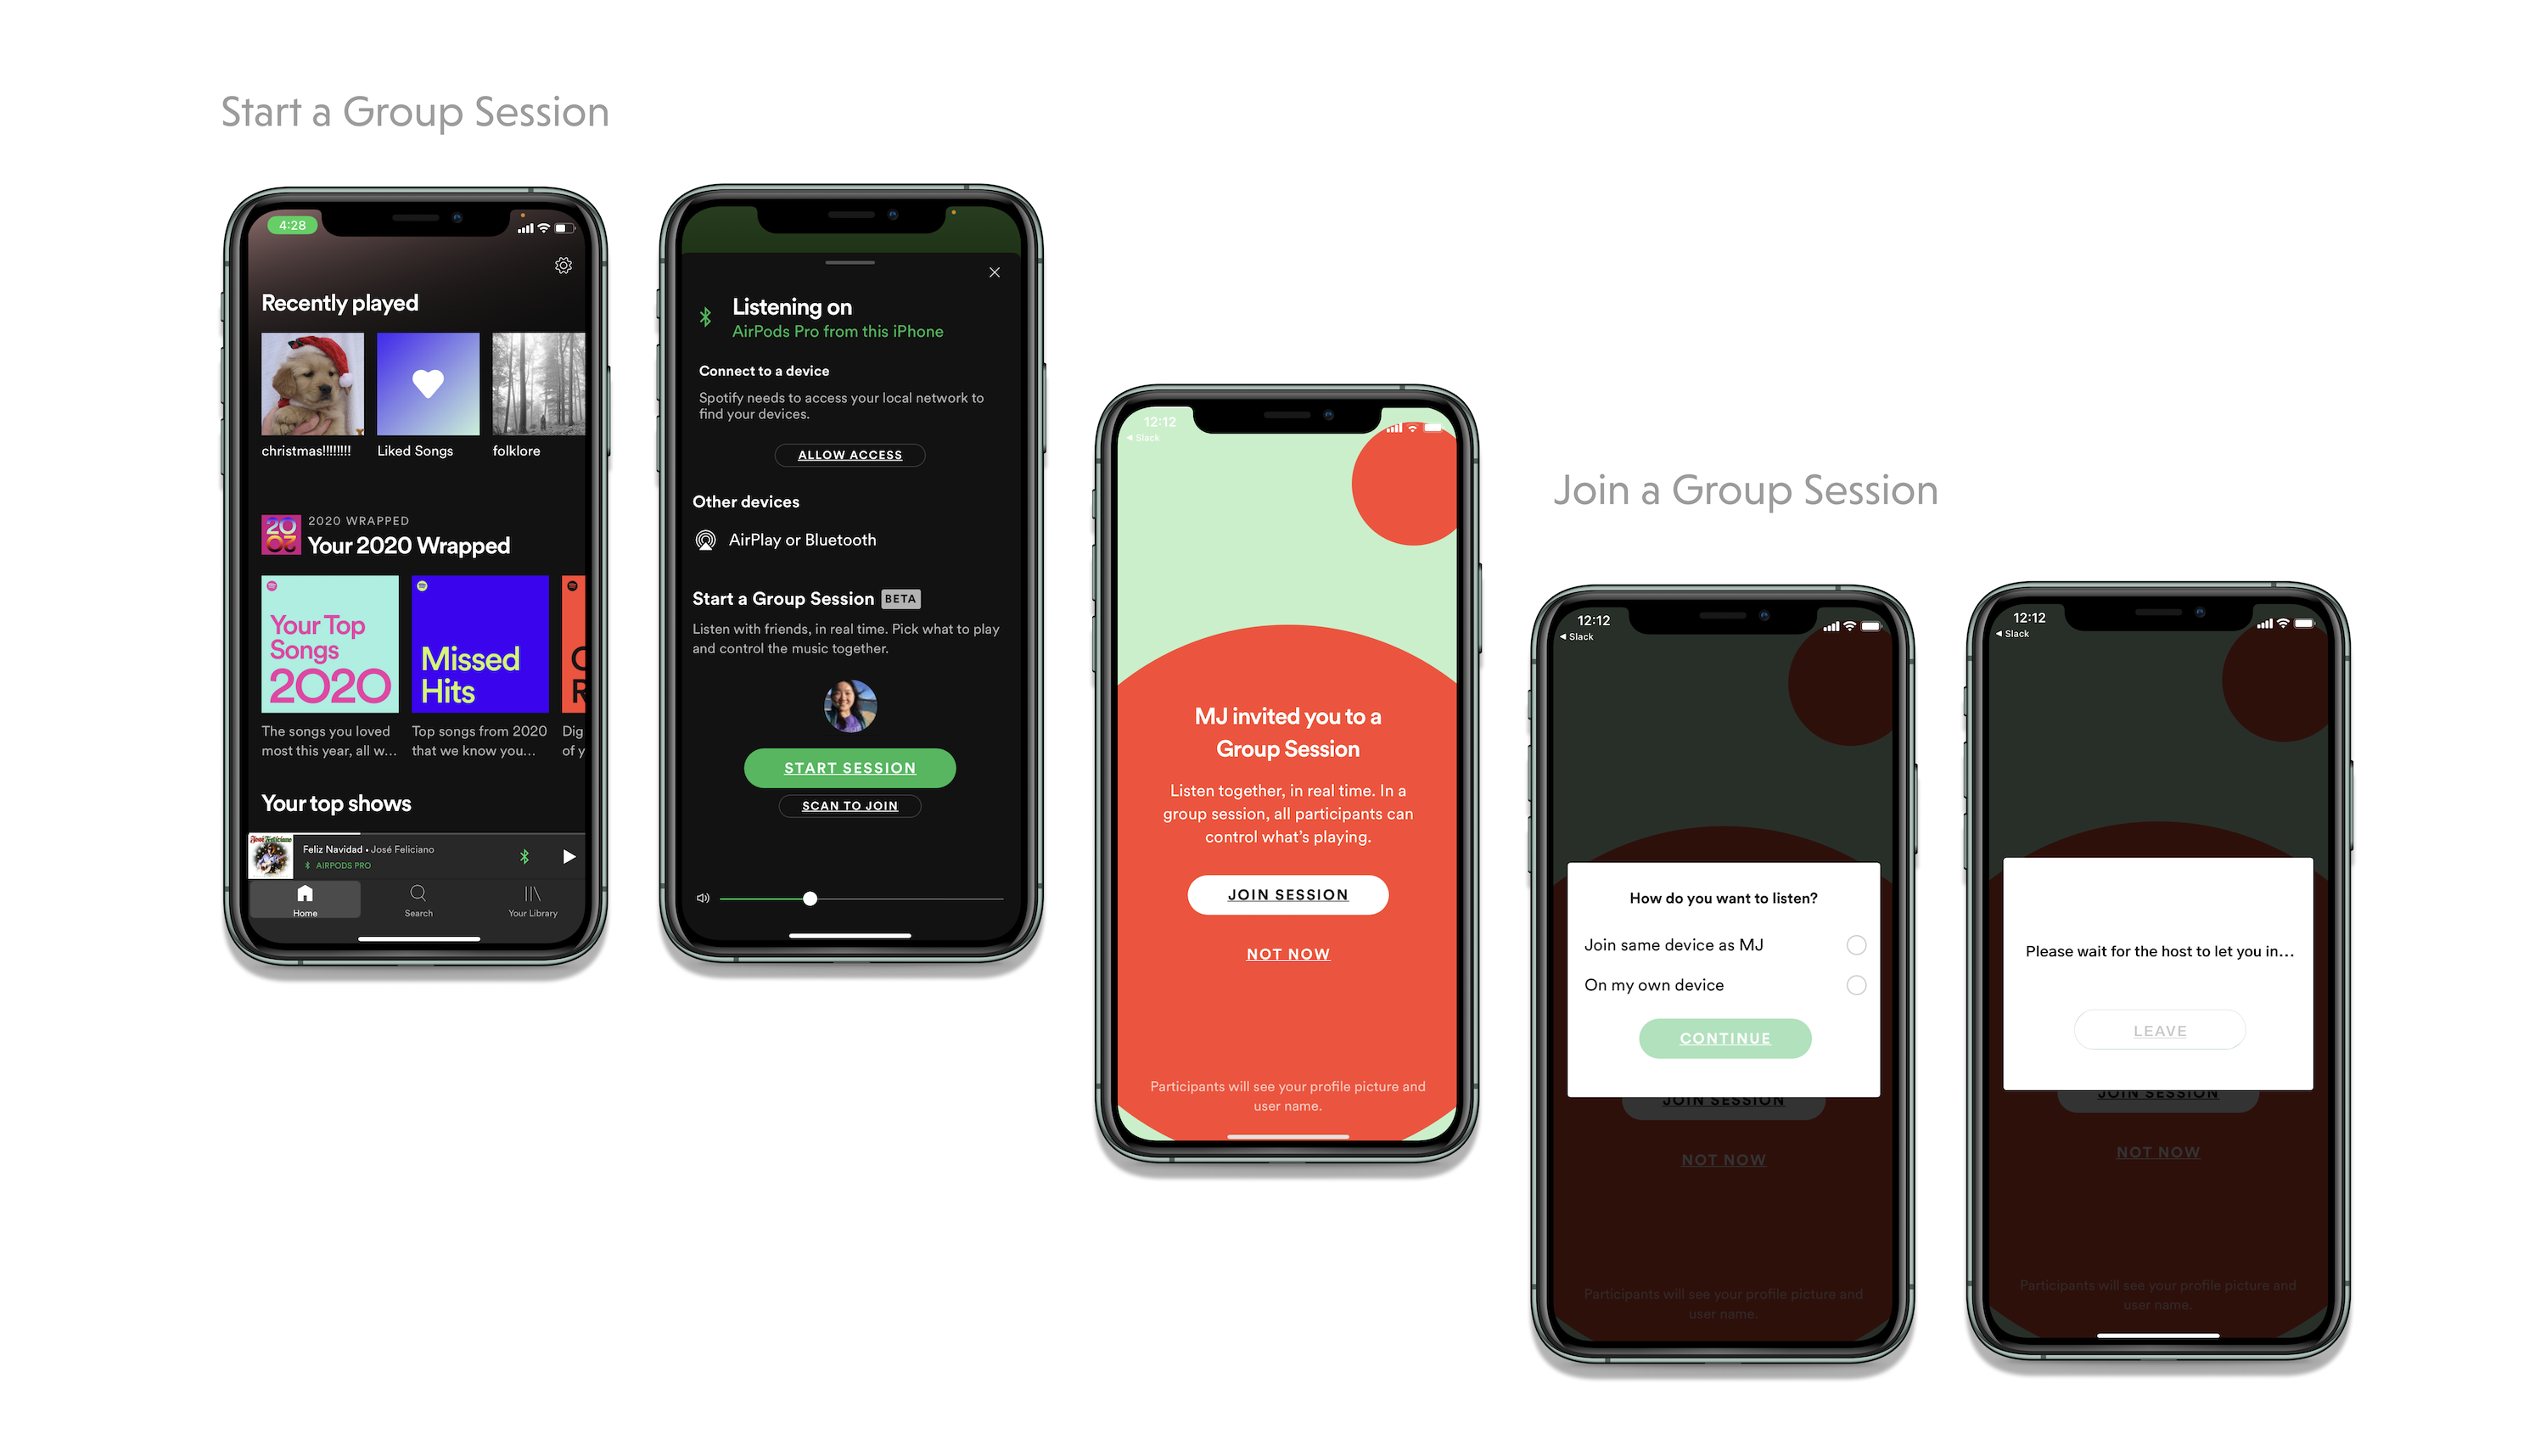 Start a Group Session
4:28
Recently played
christmas!!!!!!!!
Liked Songs
folklore
2020 WRAPPED
Your 2020 Wrapped
Your Top
Songs
2020
Missed
Hits
The songs you loved
most this year, all w...
Top songs from 2020
that we know you...
Dig
of y
Your top shows
Feliz Navidad • José Feliciano
AIRPODS PRO
Home
Search
Your Library
Listening on
AirPods Pro from this iPhone
Connect to a device
Spotify needs to access your local network to
find your devices.
ALLOW ACCESS
Other devices
AirPlay or Bluetooth
Start a Group Session BETA
Listen with friends, in real time. Pick what to play
and control the music together.
START SESSION
SCAN TO JOIN
12:12
Slack
MJ invited you to a
Group Session
Listen together, in real time. In a
group session, all participants can
control what's playing.
JOIN SESSION
NOT NOW
Participants will see your profile picture and
user name.
Join a Group Session
12:12
Slack
How do you want to listen?
Join same device as MJ
On my own device
CONTINUE
JOIN SESSION
NOT NOW
Participants will see your profile picture and
user name.
12:12
Slack
Please wait for the host to let you in...
LEAVE
JOIN SESSION
NOT NOW
Participants will see your profile picture and
user name.